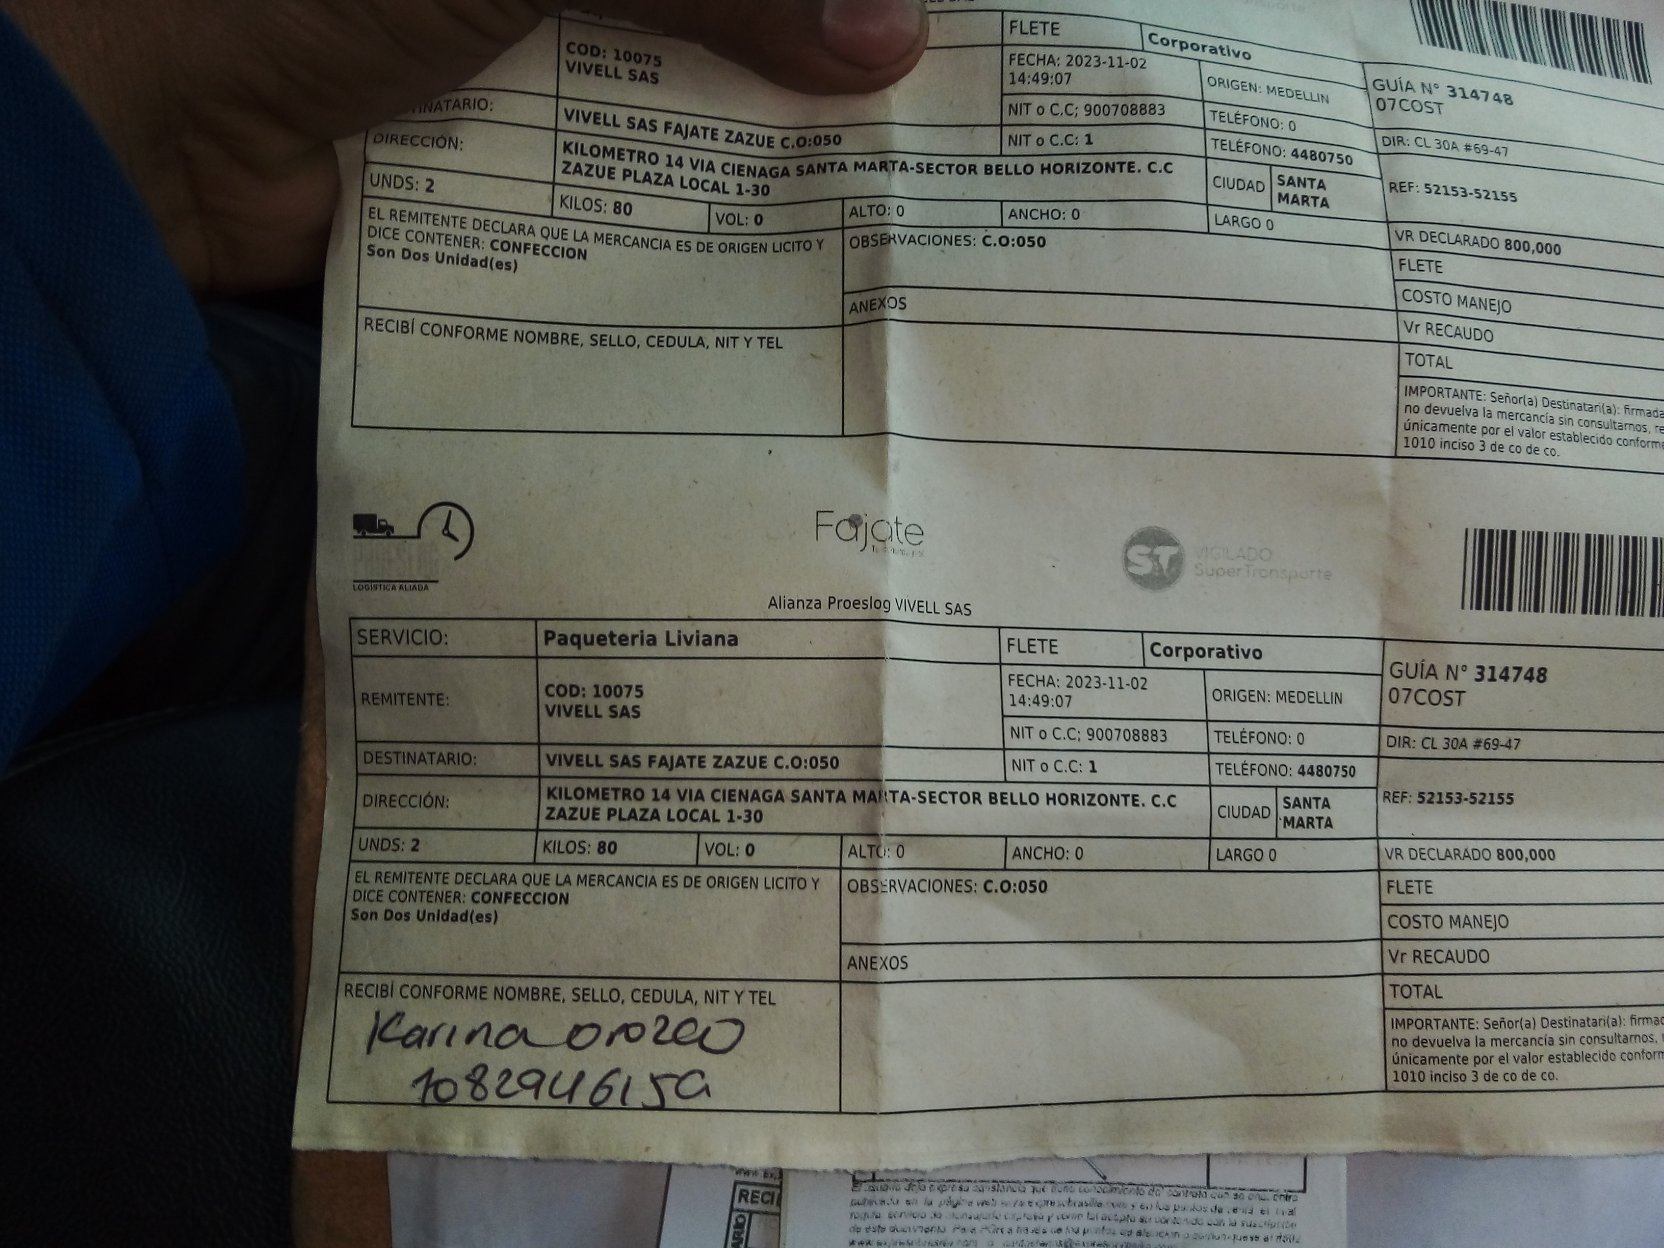 FLETE
Corporativo
COD: 10075
VIVELL SAS
FECHA: 2023-11-02
14:49:07
ORIGEN: MEDELLIN
GUÍA N° 314748
07COST
NIT o C.C; 900708883
TELÉFONO: 0
DIR: CL 30A #69-47
VIVELL SAS FAJATE ZAZUE C.O:050
NIT o C.C: 1
TELÉFONO: 4480750
DIRECCIÓN:
KILOMETRO 14 VIA CIENAGA SANTA MARTA-SECTOR BELLO HORIZONTE. C.C
ZAZUE PLAZA LOCAL 1-30
CIUDAD
SANTA
MARTA
REF: 52153-52155
UNDS: 2
KILOS: 80
VOL: 0
ALTO: 0
ANCHO: 0
LARGO 0
VR DECLARADO 800,000
EL REMITENTE DECLARA QUE LA MERCANCIA ES DE ORIGEN LICITO Y
DICE CONTENER: CONFECCION
Son Dos Unidad(es)
OBSERVACIONES: C.O:050
FLETE
COSTO MANEJO
ANEXOS
Vr RECAUDO
RECIBÍ CONFORME NOMBRE, SELLO, CEDULA, NIT Y TEL
TOTAL
IMPORTANTE: Señor(a) Destinatari(a): firmada
no devuelva la mercancía sin consultarnos,
únicamente por el valor establecido conforme
1010 inciso 3 de co de co.
LOGISTICA ALIADA
Fajate
ST
VIGILADO
SuperTransporte
Alianza Proeslog VIVELL SAS
SERVICIO:
Paqueteria Liviana
FLETE
Corporativo
GUÍA N° 314748
07COST
REMITENTE:
COD: 10075
VIVELL SAS
FECHA: 2023-11-02
14:49:07
ORIGEN: MEDELLIN
NIT o C.C; 900708883
TELÉFONO: 0
DIR: CL 30A #69-47
DESTINATARIO:
VIVELL SAS FAJATE ZAZUE C.O:050
NIT o C.C: 1
TELÉFONO: 4480750
DIRECCIÓN:
KILOMETRO 14 VIA CIENAGA SANTA MARTA-SECTOR BELLO HORIZONTE. C.C
ZAZUE PLAZA LOCAL 1-30
CIUDAD
SANTA
MARTA
REF: 52153-52155
UNDS: 2
KILOS: 80
VOL: 0
ALTO: 0
ANCHO: 0
LARGO 0
VR DECLARADO 800,000
EL REMITENTE DECLARA QUE LA MERCANCIA ES DE ORIGEN LICITO Y
DICE CONTENER: CONFECCION
Son Dos Unidad(es)
OBSERVACIONES: C.O:050
FLETE
COSTO MANEJO
ANEXOS
Vr RECAUDO
RECIBÍ CONFORME NOMBRE, SELLO, CEDULA, NIT Y TEL
TOTAL
Karina orozco
IMPORTANTE: Señor(a) Destinatari(a):
no devuelva la mercancía sin consultarnos,
únicamente por el valor establecido
1010 inciso 3 de co de co.